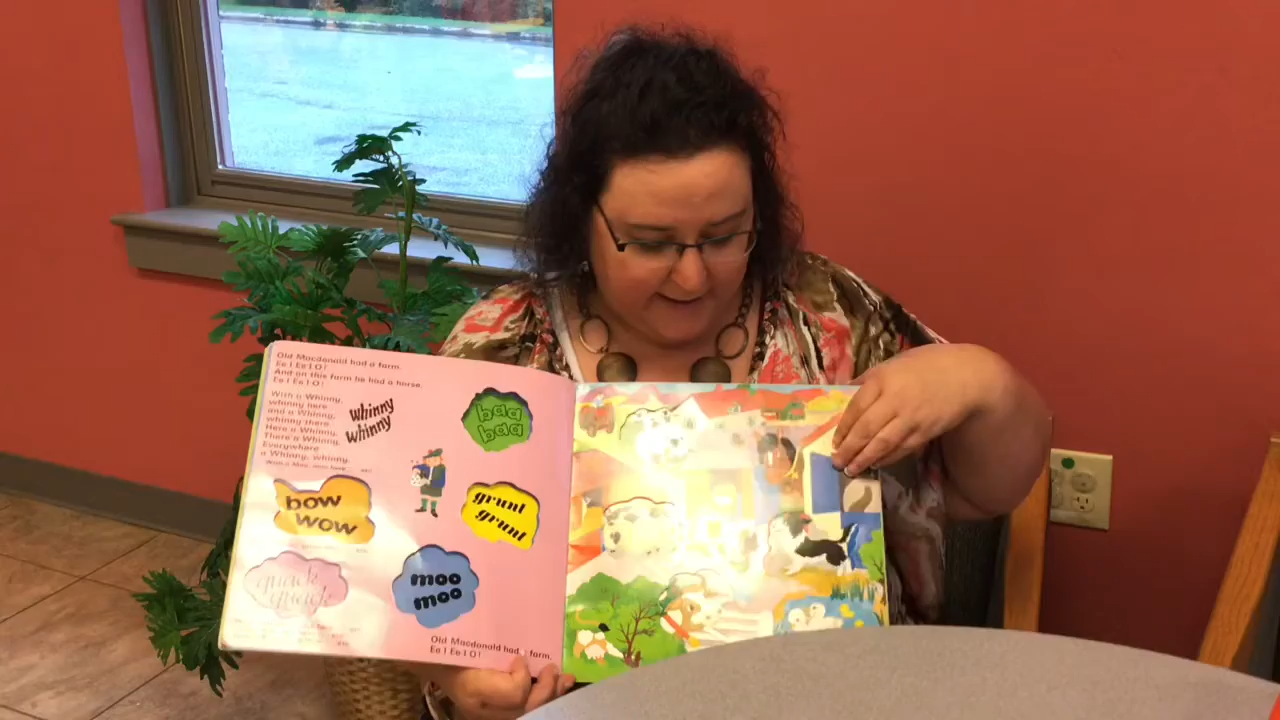 Old Macdonald had a farm.
Ee I Ee I O!
And on this farm he had a horse.
Ee I Ee I O!
With a Whinny,
whinny here
and a Whinny,
whinny there.
Here a Whinny,
There's a Whinny,
Everywhere
a Whinny, whinny.
whinny
whinny
baa
baa
bow
wow
grunt
grunt
quack
quack
moo
moo
Old Macdonald had a farm.
Ee I Ee I O!